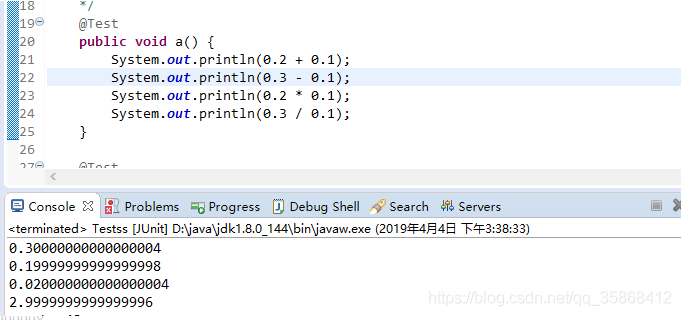 18 */
19 @Test
20 public void a() {
21 System.out.println(0.2 + 0.1);
22 System.out.println(0.3 - 0.1);
23 System.out.println(0.2 * 0.1);
24 System.out.println(0.3 / 0.1);
25 }
26
27 @Test
Console Problems Progress Debug Shell Search Servers
<terminated> Testss [JUnit] D:\java\jdk1.8.0_144\bin\javaw.exe (2019年4月4日 下午3:38:33)
0.30000000000000004
0.19999999999999998
0.020000000000000004
2.9999999999999996
https://blog.csdn.net/qq_35868412